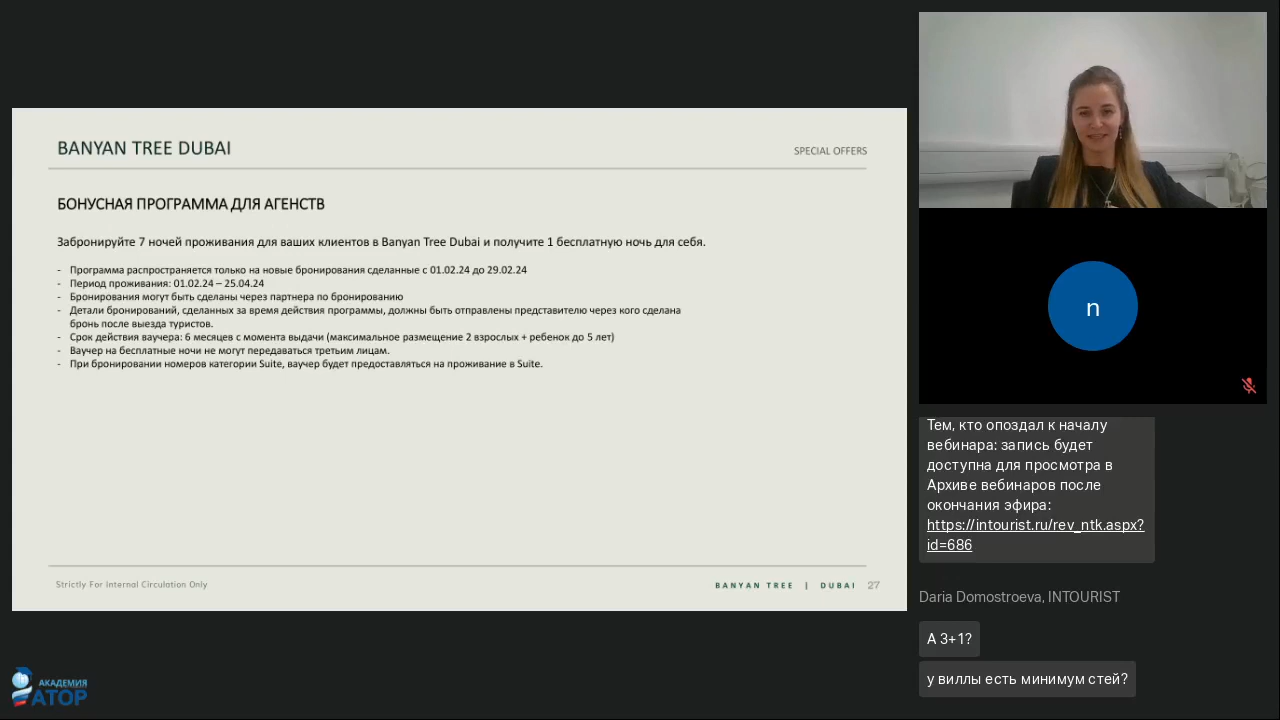 BANYAN TREE DUBAI
SPECIAL OFFERS
БОНУСНАЯ ПРОГРАММА ДЛЯ АГЕНСТВ
Забронируйте 7 ночей проживания для ваших клиентов в Banyan Tree Dubai и получите 1 бесплатную ночь для себя.
- Программа распространяется только на новые бронирования сделанные с 01.02.24 до 29.02.24
- Период проживания: 01.02.24 – 25.04.24
- Бронирования могут быть сделаны через партнера по бронированию
- Детали бронирований, сделанных за время действия программы, должны быть отправлены представителю через кого сделана
бронь после выезда туристов.
- Срок действия ваучера: 6 месяцев с момента выдачи (максимальное размещение 2 взрослых + ребенок до 5 лет)
- Ваучер на бесплатные ночи не могут передаваться третьим лицам.
- При бронировании номеров категории Suite, ваучер будет предоставляться на проживание в Suite.
Strictly For Internal Circulation Only
BANYAN TREE | DUBAI 27
АКАДЕМИЯ
АТОР
n
Тем, кто опоздал к началу
вебинара: запись будет
доступна для просмотра в
Архиве вебинаров после
окончания эфира:
https://intourist.ru/rev_ntk.aspx?
id=686
Daria Domostroeva, INTOURIST
А 3+1?
у виллы есть минимум стей?